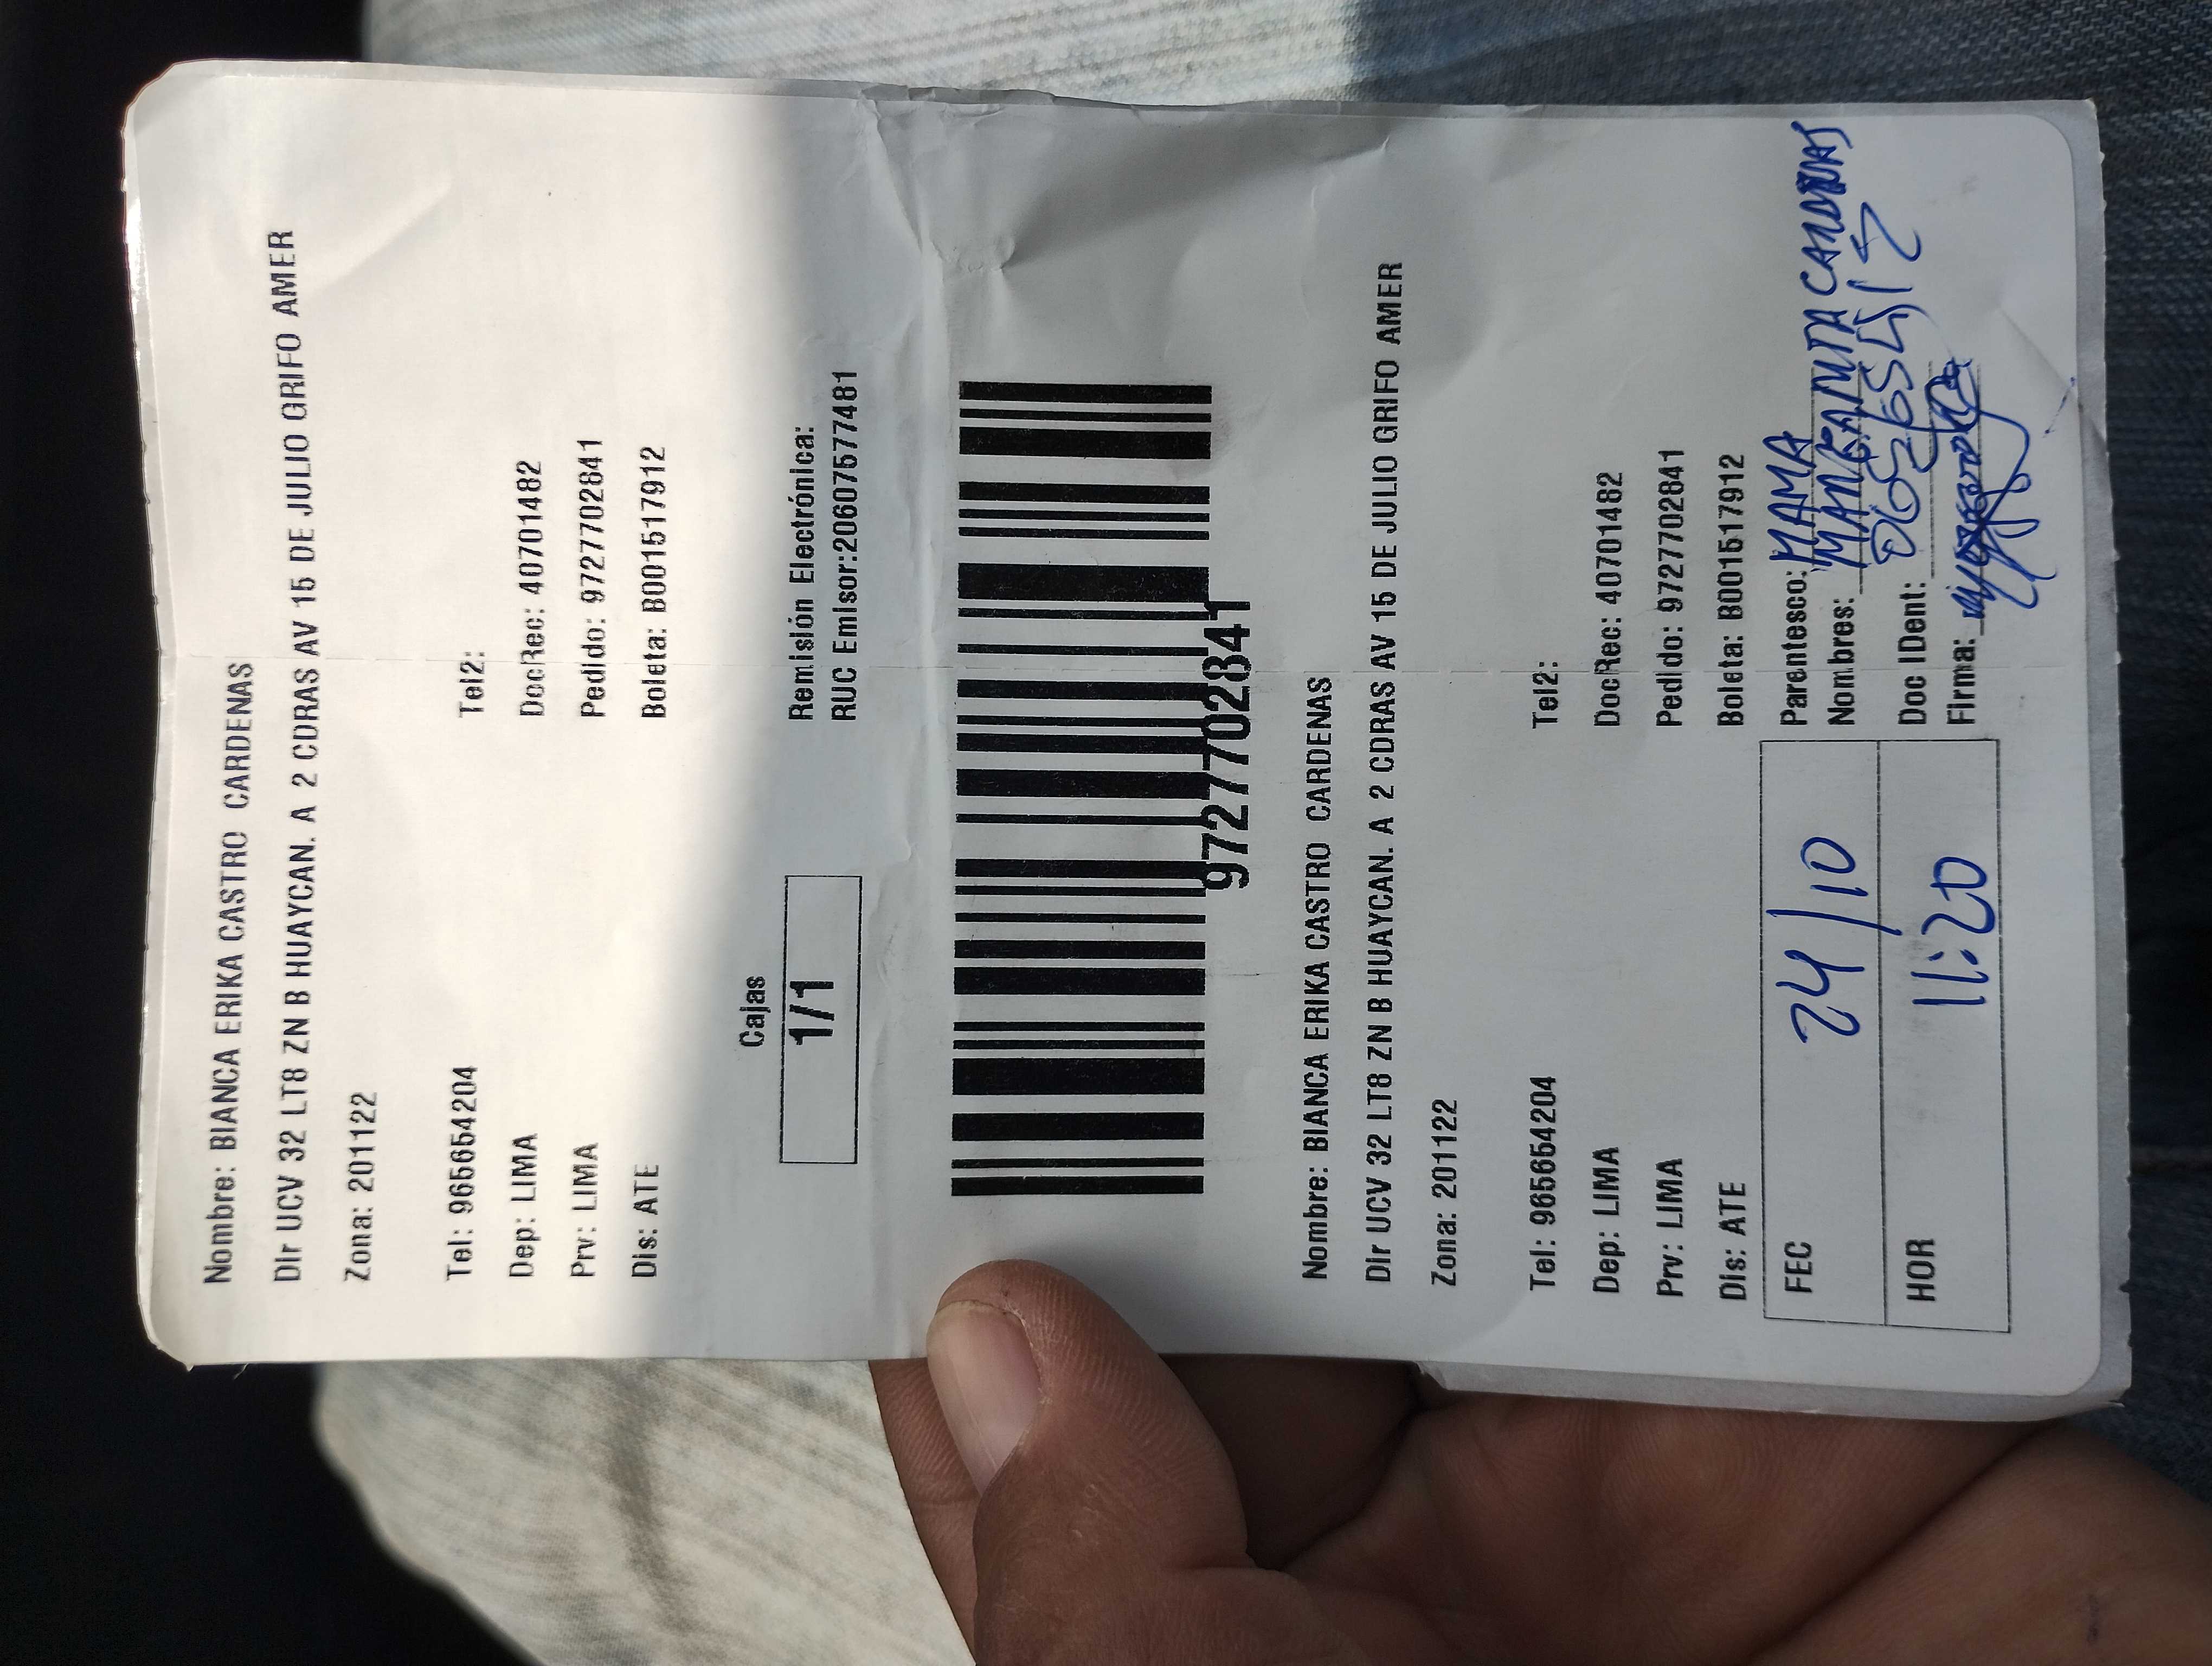 Nombre: BIANCA ERIKA CASTRO CARDENAS
Dir UCV 32 LT8 ZN B HUAYCAN. A 2 CDRAS AV 15 DE JULIO GRIFO AMER
Zona: 201122
Tel: 965654204 Tel2:
Dep: LIMA DocRec: 40701482
Prv: LIMA Pedido: 9727702841
Dis: ATE Boleta: B001517912
Cajas
1/1
Remisión Electrónica:
RUC Emisor:20607577481
9727702841
Nombre: BIANCA ERIKA CASTRO CARDENAS
Dir UCV 32 LT8 ZN B HUAYCAN. A 2 CDRAS AV 15 DE JULIO GRIFO AMER
Zona: 201122
Tel: 965654204 Tel2:
Dep: LIMA DocRec: 40701482
Prv: LIMA Pedido: 9727702841
Dis: ATE Boleta: B001517912
FEC 24/10
HOR 11:20
Parentesco: MAMA
Nombres:
Doc IDent:
Firma: